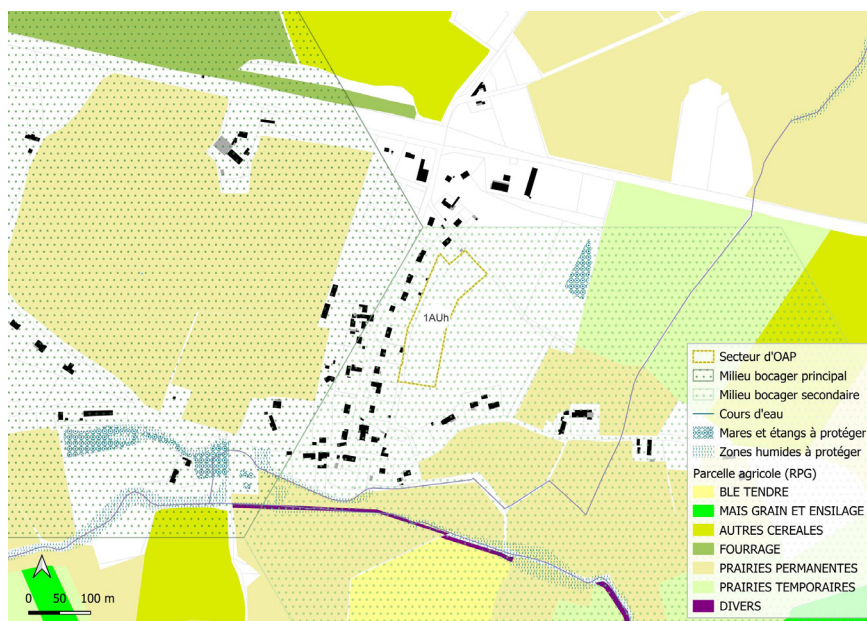 1AUh
Secteur d'OAP
Milieu bocager principal
Milieu bocager secondaire
Cours d'eau
Mares et étangs à protéger
Zones humides à protéger
Parcelle agricole (RPG)
BLE TENDRE
MAIS GRAIN ET ENSILAGE
AUTRES CEREALES
FOURRAGE
PRAIRIES PERMANENTES
PRAIRIES TEMPORAIRES
DIVERS
0 50 100 m